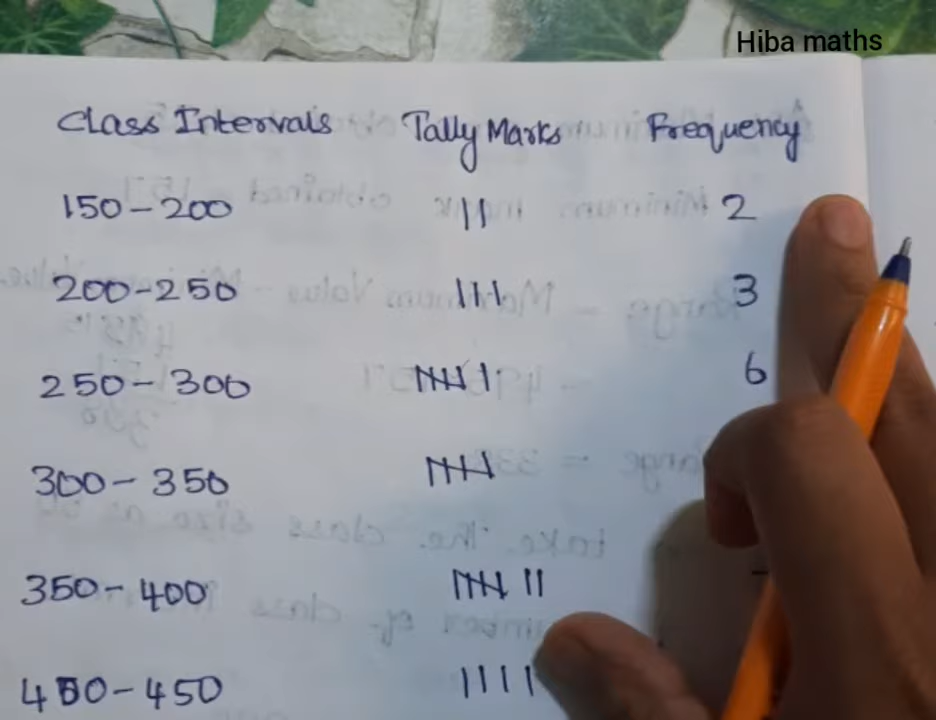 Hiba maths
Class Intervals Tally Marks Frequency
150-200 || 2
200-250 ||| 3
250-300 𝍸 | 6
300-350 𝍸
350-400 𝍸 ||
400-450 ||||